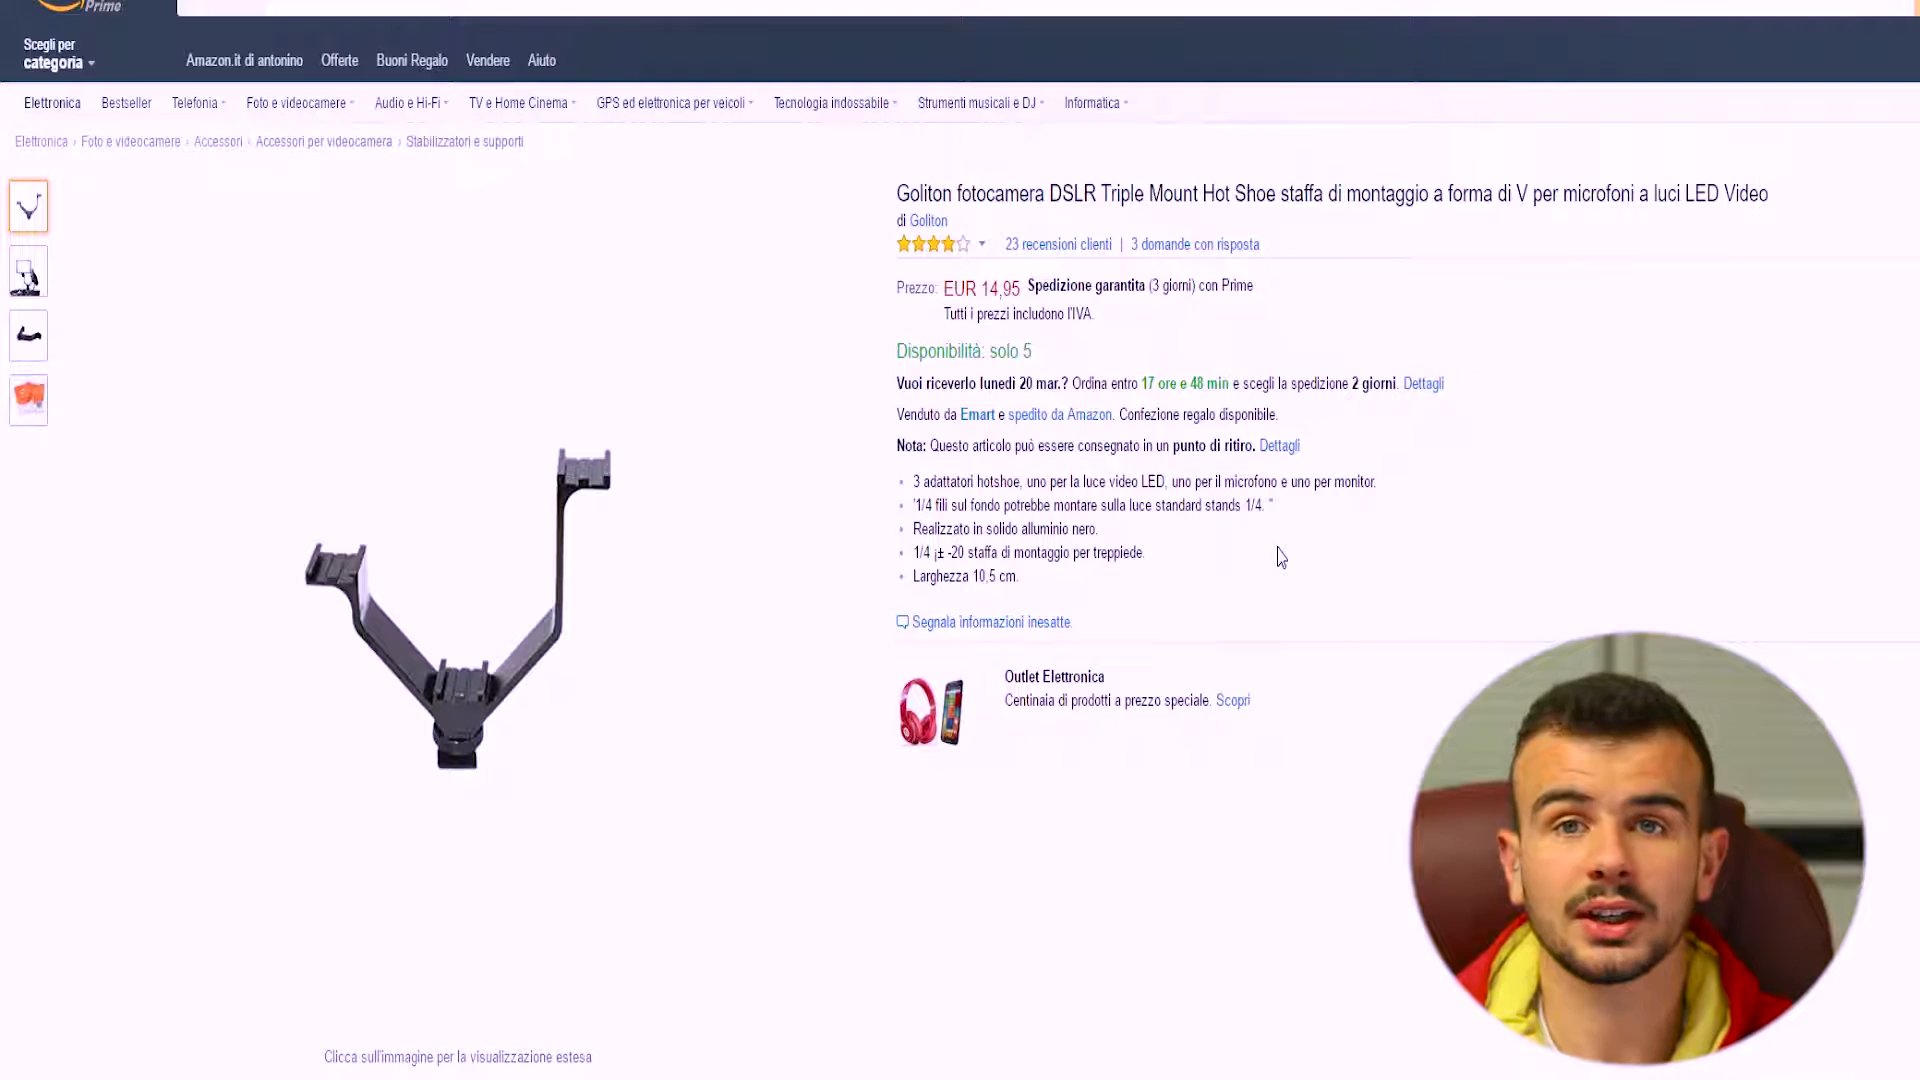 Prime
Scegli per
categoria
Amazon.it di antonino Offerte Buoni Regalo Vendere Aiuto
Elettronica Bestseller Telefonia Foto e videocamere Audio e Hi-Fi TV e Home Cinema GPS ed elettronica per veicoli Tecnologia indossabile Strumenti musicali e DJ Informatica
Elettronica › Foto e videocamere › Accessori › Accessori per videocamera › Stabilizzatori e supporti
Goliton fotocamera DSLR Triple Mount Hot Shoe staffa di montaggio a forma di V per microfoni a luci LED Video
di Goliton
23 recensioni clienti | 3 domande con risposta
Prezzo: EUR 14,95 Spedizione garantita (3 giorni) con Prime
Tutti i prezzi includono l'IVA.
Disponibilità: solo 5
Vuoi riceverlo lunedì 20 mar.? Ordina entro 17 ore e 48 min e scegli la spedizione 2 giorni. Dettagli
Venduto da Emart e spedito da Amazon. Confezione regalo disponibile.
Nota: Questo articolo può essere consegnato in un punto di ritiro. Dettagli
• 3 adattatori hotshoe, uno per la luce video LED, uno per il microfono e uno per monitor.
• '1/4 fili sul fondo potrebbe montare sulla luce standard stands 1/4. "
• Realizzato in solido alluminio nero.
• 1/4 ¡± -20 staffa di montaggio per treppiede.
• Larghezza 10,5 cm.
Segnala informazioni inesatte.
Outlet Elettronica
Centinaia di prodotti a prezzo speciale. Scopri
Clicca sull'immagine per la visualizzazione estesa